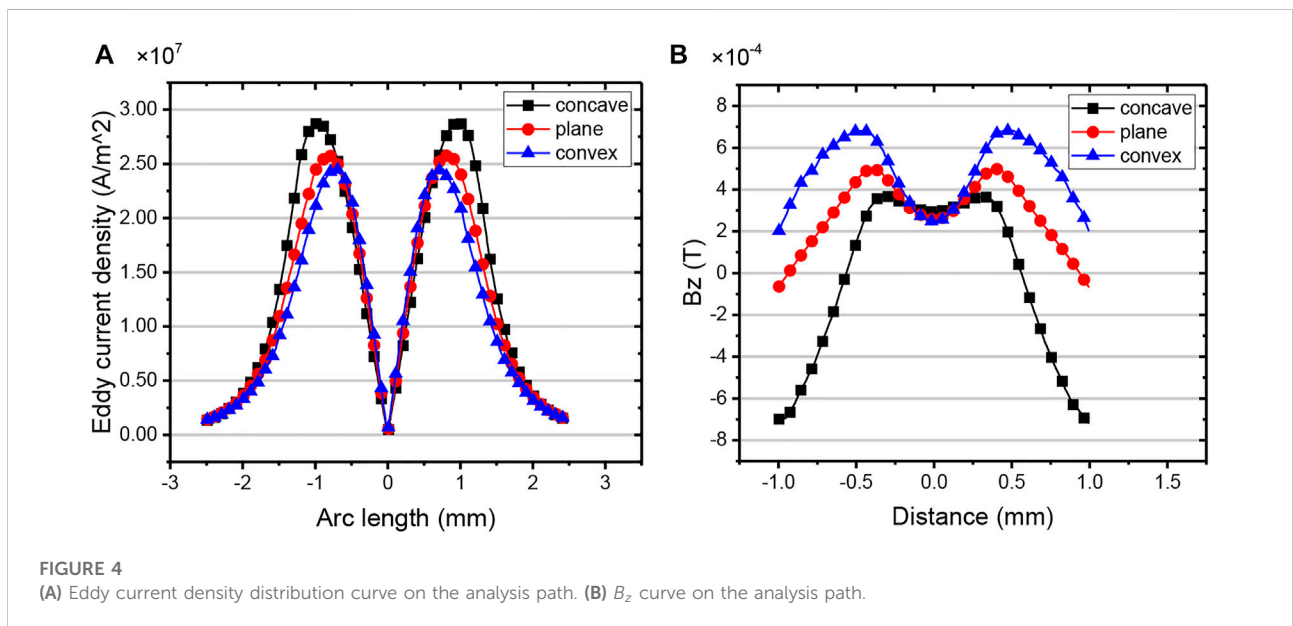 A ×10^7
Eddy current density (A/m^2)
3.00
2.50
2.00
1.50
1.00
0.50
0.00
-3 -2 -1 0 1 2 3
Arc length (mm)
concave
plane
convex
B ×10^-4
Bz (T)
8
6
4
2
0
-2
-4
-6
-8
-1.0 -0.5 0.0 0.5 1.0 1.5
Distance (mm)
concave
plane
convex
FIGURE 4
(A) Eddy current density distribution curve on the analysis path. (B) Bz curve on the analysis path.